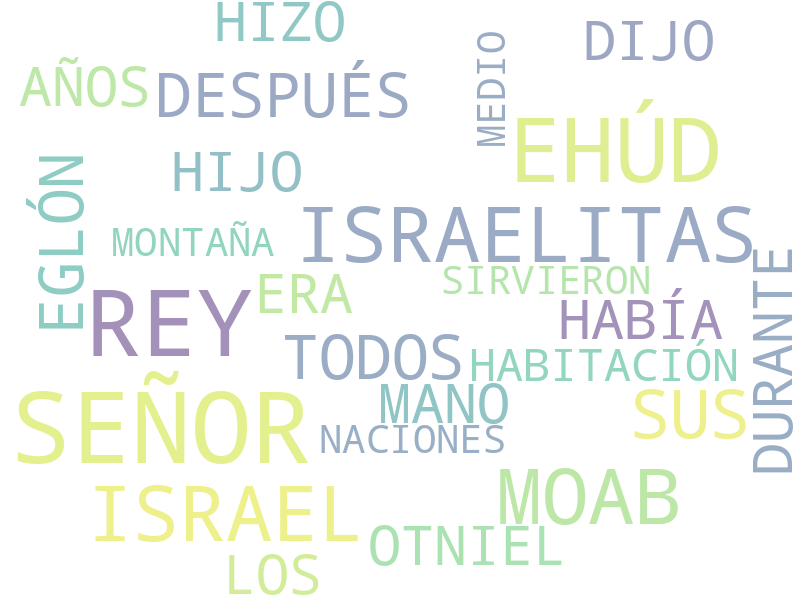 HIZO
DIJO
MEDIO
AÑOS
DESPUÉS
EHÚD
HIJO
EGLÓN
ISRAELITAS
MONTAÑA
SIRVIERON
ERA
REY
HABÍA
DURANTE
TODOS
HABITACIÓN
MANO
SUS
SEÑOR
NACIONES
MOAB
ISRAEL
OTNIEL
LOS